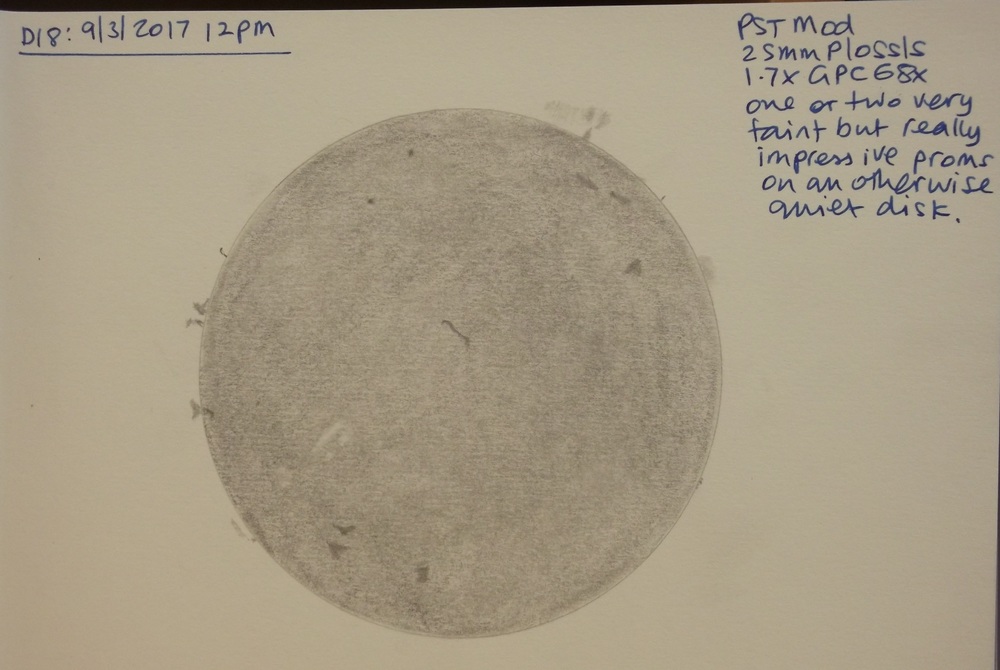 D18: 9/3/2017 12pm
PST Mod
25mm Plossls
1.7x GPC 68x
one or two very
faint but really
impressive proms
on an otherwise
quiet disk.